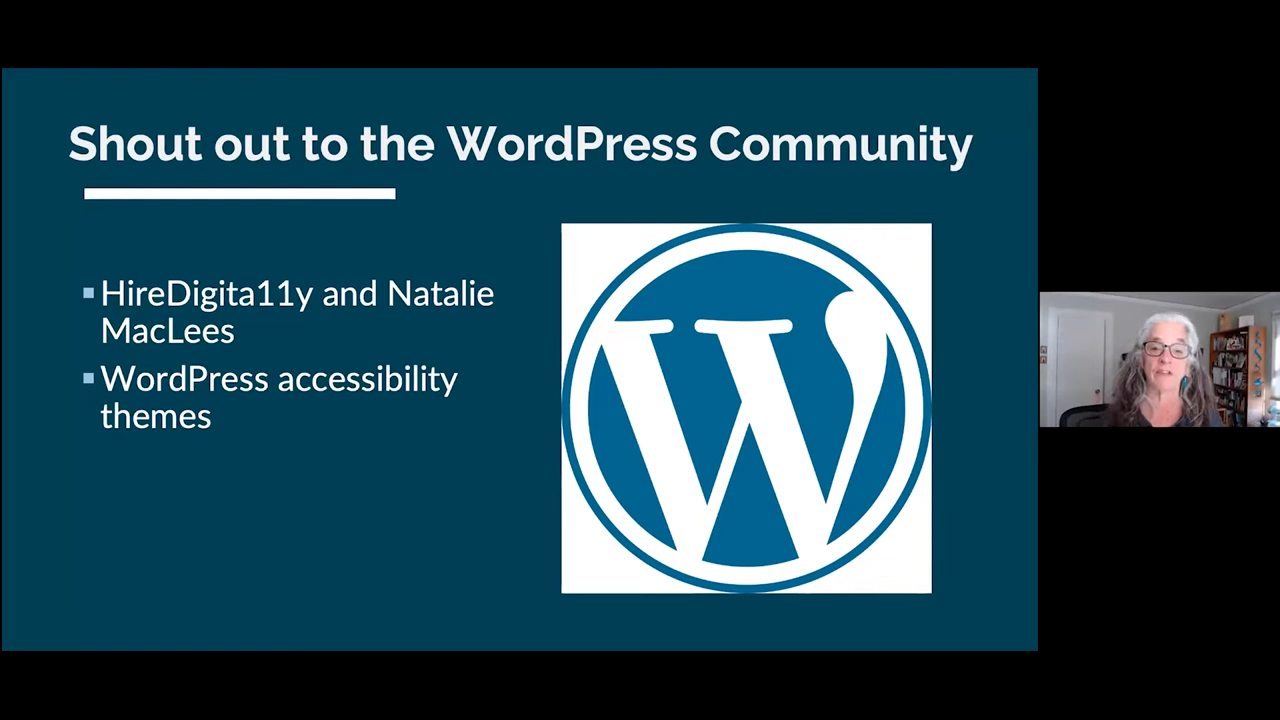 Shout out to the WordPress Community
HireDigita11y and Natalie
MacLees
WordPress accessibility
themes